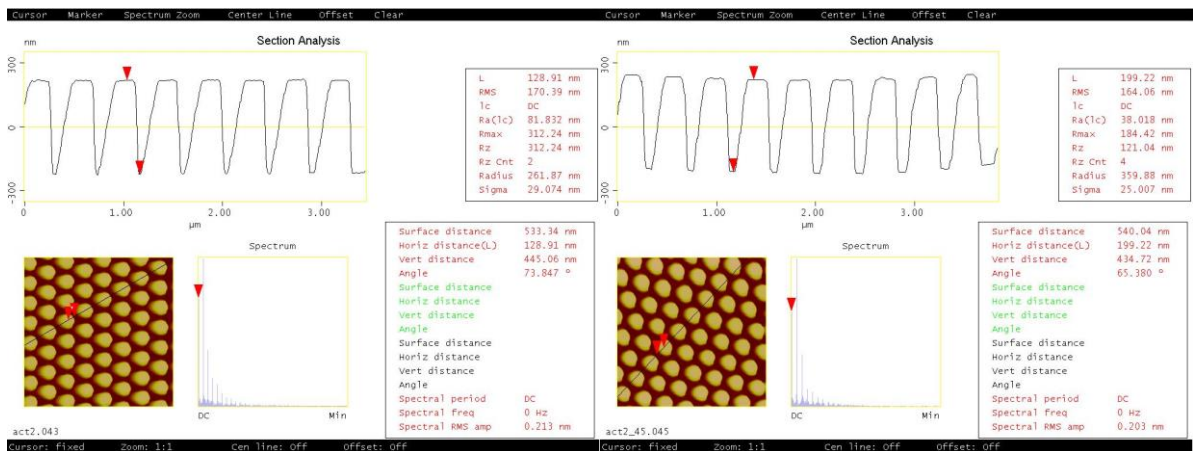 Cursor Marker Spectrum Zoom Center Line Offset Clear
nm
Section Analysis
300
0
-300
0
1.00
2.00
3.00
µm
L 128.91 nm
RMS 170.39 nm
lc DC
Ra(lc) 81.832 nm
Rmax 312.24 nm
Rz 312.24 nm
Rz Cnt 2
Radius 261.87 nm
Sigma 29.074 nm
Surface distance 533.34 nm
Horiz distance(L) 128.91 nm
Vert distance 445.06 nm
Angle 73.847 º
Surface distance
Horiz distance
Vert distance
Angle
Surface distance
Horiz distance
Vert distance
Angle
Spectral period DC
Spectral freq 0 Hz
Spectral RMS amp 0.213 nm
Spectrum
DC
Min
act2.043
Cursor: fixed Zoom: 1:1 Cen line: Off Offset: Off
Cursor Marker Spectrum Zoom Center Line Offset Clear
nm
Section Analysis
300
0
-300
0
1.00
2.00
3.00
µm
L 199.22 nm
RMS 164.06 nm
lc DC
Ra(lc) 38.018 nm
Rmax 184.42 nm
Rz 121.04 nm
Rz Cnt 4
Radius 359.88 nm
Sigma 25.007 nm
Surface distance 540.04 nm
Horiz distance(L) 199.22 nm
Vert distance 434.72 nm
Angle 65.380 º
Surface distance
Horiz distance
Vert distance
Angle
Surface distance
Horiz distance
Vert distance
Angle
Spectral period DC
Spectral freq 0 Hz
Spectral RMS amp 0.203 nm
Spectrum
DC
Min
act2_45.045
Cursor: fixed Zoom: 1:1 Cen line: Off Offset: Off